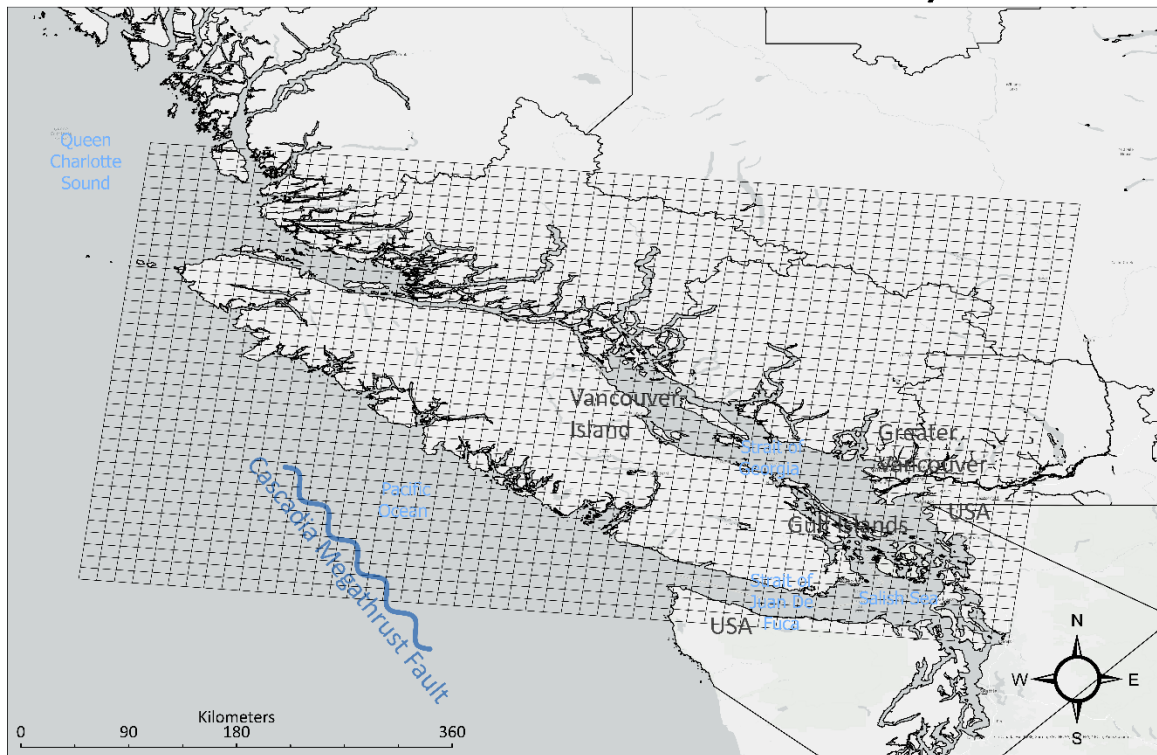 Queen
Charlotte
Sound
Vancouver
Island
Strait of
Georgia
Greater
Vancouver
Pacific
Ocean
Cascadia Megathrust Fault
Gulf Islands
USA
Strait of
Juan De
Fuca
Salish Sea
USA
N
W
E
S
Kilometers
0 90 180 360